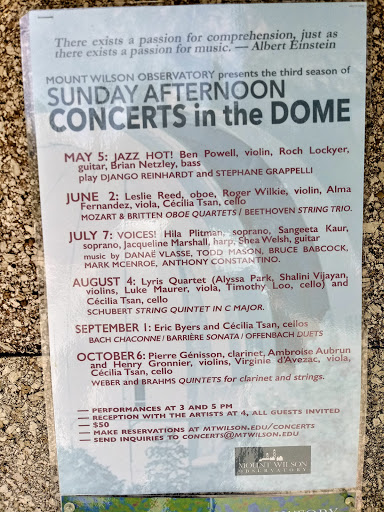 There exists a passion for comprehension, just as
there exists a passion for music. — Albert Einstein
MOUNT WILSON OBSERVATORY presents the third season of
SUNDAY AFTERNOON
CONCERTS in the DOME
MAY 5: JAZZ HOT! Ben Powell, violin, Roch Lockyer,
guitar, Brian Netzley, bass
play DJANGO REINHARDT and STEPHANE GRAPPELLI
JUNE 2: Leslie Reed, oboe, Roger Wilkie, violin, Alma
Fernandez, viola, Cécilia Tsan, cello
MOZART & BRITTEN OBOE QUARTETS / BEETHOVEN STRING TRIO.
JULY 7: VOICES! Hila Plitman, soprano, Sangeeta Kaur,
soprano, Jacqueline Marshall, harp, Shea Welsh, guitar
music by DANAË VLASSE, TODD MASON, BRUCE BABCOCK,
MARK MCENROE, ANTHONY CONSTANTINO.
AUGUST 4: Lyris Quartet (Alyssa Park, Shalini Vijayan,
violins, Luke Maurer, viola, Timothy Loo, cello) and
Cécilia Tsan, cello
SCHUBERT STRING QUINTET IN C MAJOR.
SEPTEMBER 1: Eric Byers and Cécilia Tsan, cellos
BACH CHACONNE / BARRIÈRE SONATA / OFFENBACH DUETS
OCTOBER 6: Pierre Génisson, clarinet, Ambroise Aubrun
and Henry Gronnier, violins, Virginie d'Avezac, viola,
Cécilia Tsan, cello
WEBER and BRAHMS QUINTETS for clarinet and strings.
— PERFORMANCES AT 3 AND 5 PM
— RECEPTION WITH THE ARTISTS AT 4, ALL GUESTS INVITED
— $50
— MAKE RESERVATIONS AT MTWILSON.EDU/CONCERTS
— SEND INQUIRIES TO CONCERTS@MTWILSON.EDU
MOUNT WILSON
OBSERVATORY